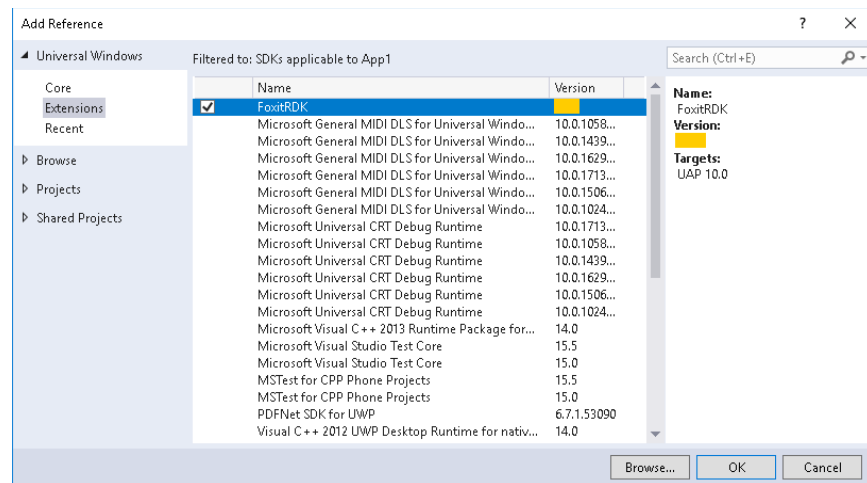 Add Reference
? ×
Universal Windows
Core
Extensions
Recent
Browse
Projects
Shared Projects
Filtered to: SDKs applicable to App1
Search (Ctrl+E)
Name Version
FoxitRDK
Microsoft General MIDI DLS for Universal Windo... 10.0.1058...
Microsoft General MIDI DLS for Universal Windo... 10.0.1439...
Microsoft General MIDI DLS for Universal Windo... 10.0.1629...
Microsoft General MIDI DLS for Universal Windo... 10.0.1713...
Microsoft General MIDI DLS for Universal Windo... 10.0.1506...
Microsoft General MIDI DLS for Universal Windo... 10.0.1024...
Microsoft Universal CRT Debug Runtime 10.0.1713...
Microsoft Universal CRT Debug Runtime 10.0.1058...
Microsoft Universal CRT Debug Runtime 10.0.1439...
Microsoft Universal CRT Debug Runtime 10.0.1629...
Microsoft Universal CRT Debug Runtime 10.0.1506...
Microsoft Universal CRT Debug Runtime 10.0.1024...
Microsoft Visual C++ 2013 Runtime Package for... 14.0
Microsoft Visual Studio Test Core 15.5
Microsoft Visual Studio Test Core 15.0
MSTest for CPP Phone Projects 15.5
MSTest for CPP Phone Projects 15.0
PDFNet SDK for UWP 6.7.1.53090
Visual C++ 2012 UWP Desktop Runtime for nativ... 14.0
Name:
FoxitRDK
Version:
Targets:
UAP 10.0
Browse... OK Cancel